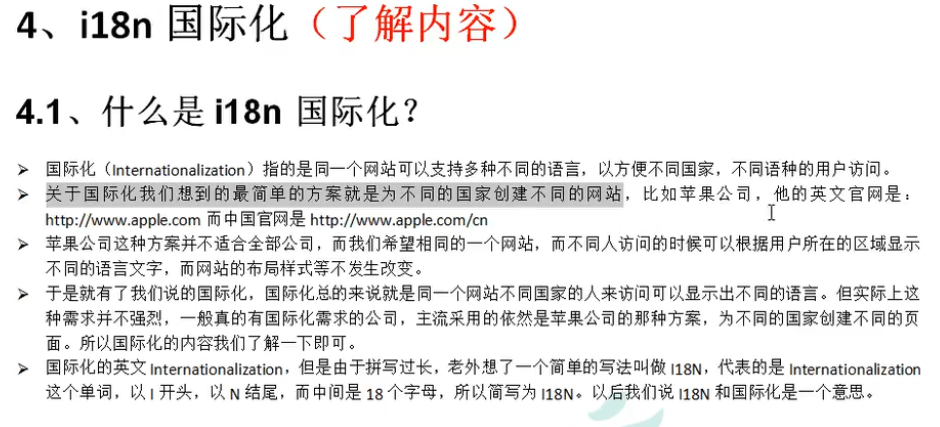 4、i18n 国际化（了解内容）
4.1、什么是 i18n 国际化？
➢ 国际化（Internationalization）指的是同一个网站可以支持多种不同的语言，以方便不同国家，不同语种的用户访问。
➢ 关于国际化我们想到的最简单的方案就是为不同的国家创建不同的网站，比如苹果公司，他的英文官网是：
http://www.apple.com 而中国官网是 http://www.apple.com/cn
➢ 苹果公司这种方案并不适合全部公司，而我们希望相同的一个网站，而不同人访问的时候可以根据用户所在的区域显示
不同的语言文字，而网站的布局样式等不发生改变。
➢ 于是就有了我们说的国际化，国际化总的来说就是同一个网站不同国家的人来访问可以显示出不同的语言。但实际上这
种需求并不强烈，一般真的有国际化需求的公司，主流采用的依然是苹果公司的那种方案，为不同的国家创建不同的页
面。所以国际化的内容我们了解一下即可。
➢ 国际化的英文 Internationalization，但是由于拼写过长，老外想了一个简单的写法叫做 I18N，代表的是 Internationalization
这个单词，以 I 开头，以 N 结尾，而中间是 18 个字母，所以简写为 I18N。以后我们说 I18N 和国际化是一个意思。